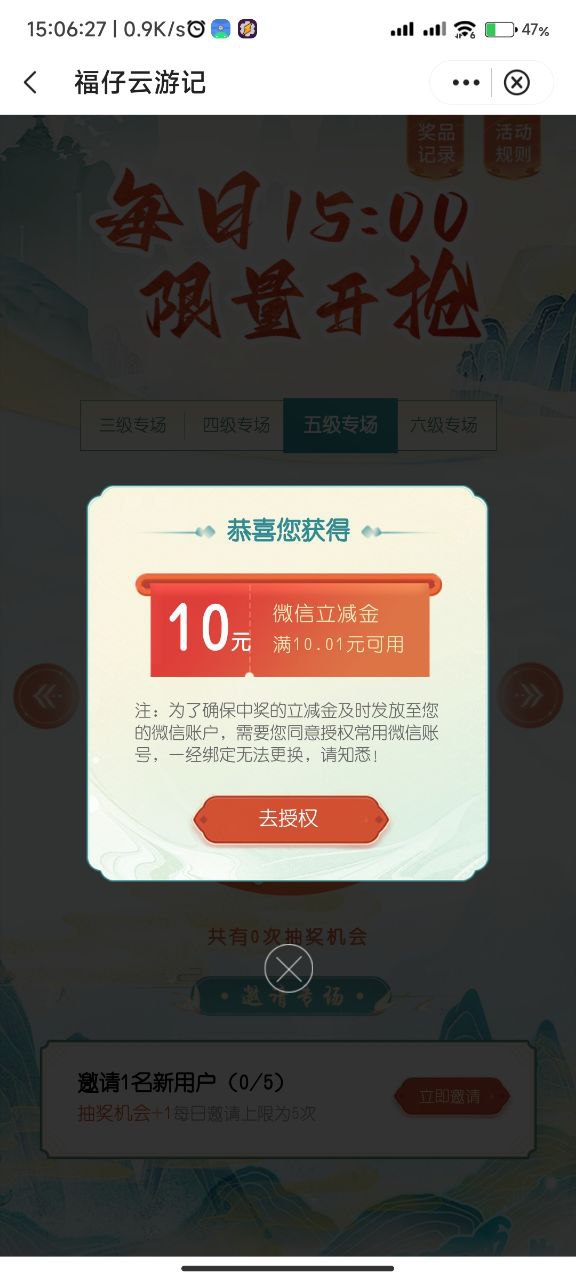 15:06:27 | 0.9K/s
47%
福仔云游记
奖品
记录
活动
规则
每日15:00
限量开抢
三级专场
四级专场
五级专场
六级专场
恭喜您获得
10元
微信立减金
满10.01元可用
注：为了确保中奖的立减金及时发放至您
的微信账户，需要您同意授权常用微信账
号，一经绑定无法更换，请知悉！
去授权
共有0次抽奖机会
·邀请专场·
邀请1名新用户（0/5）
抽奖机会+1每日邀请上限为5次
立即邀请